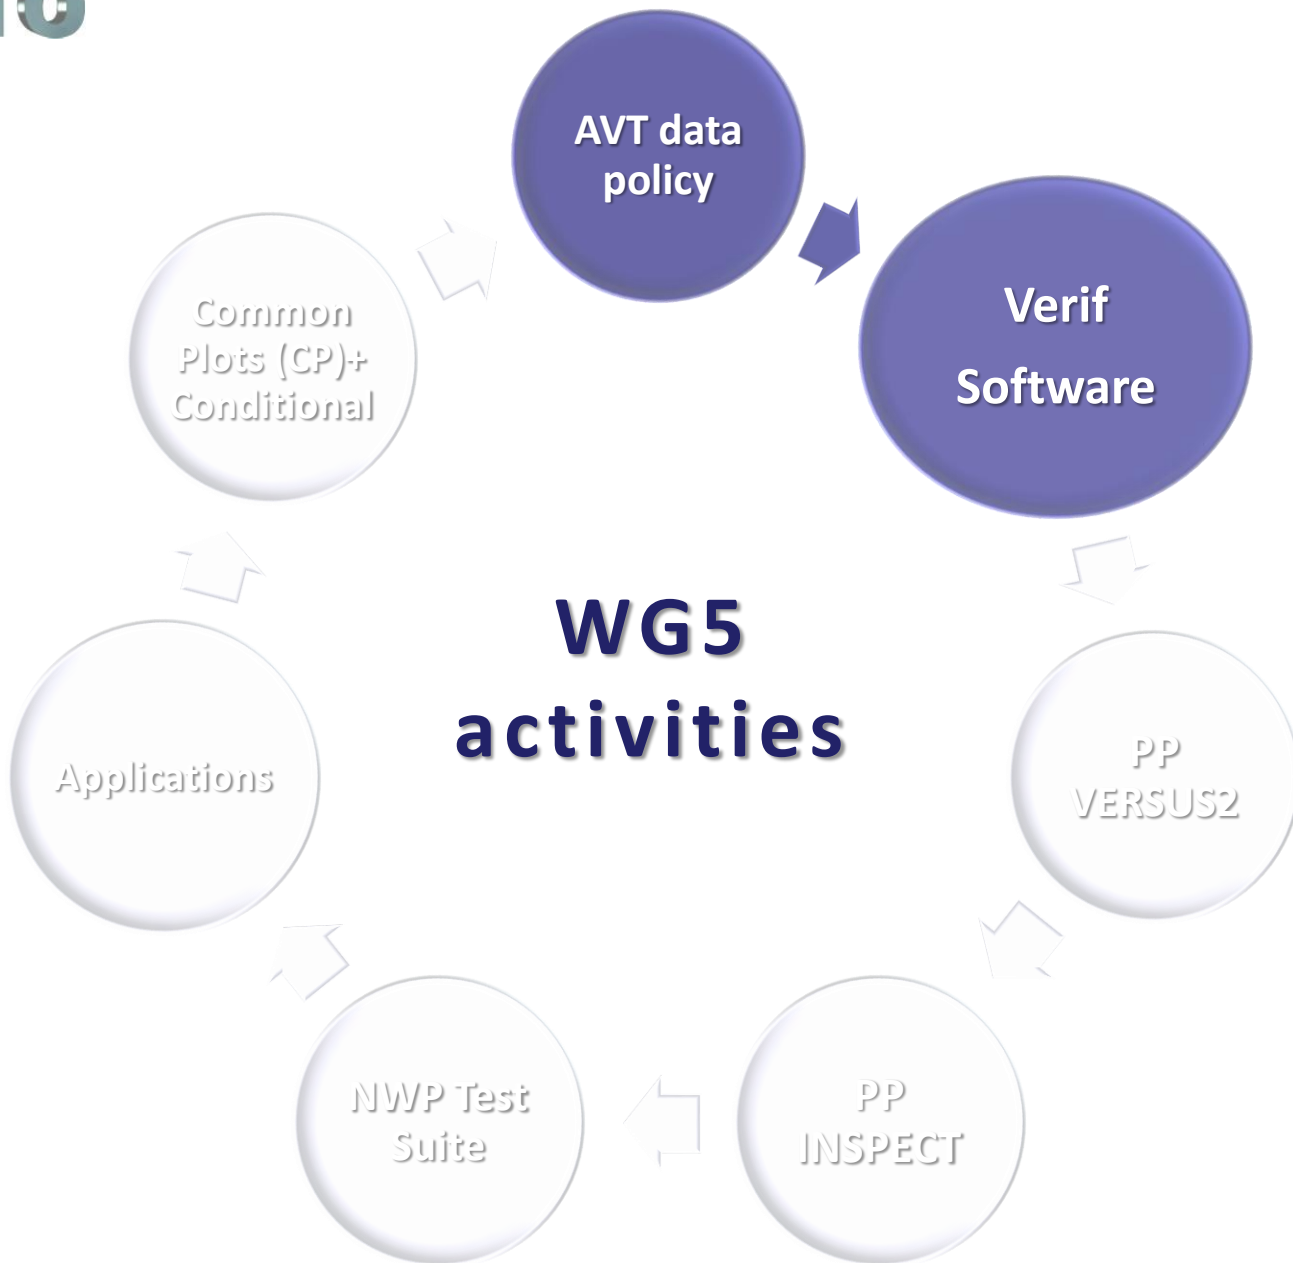 AVT data
policy
Verif
Software
Common
Plots (CP)+
Conditional
WG5
activities
PP
VERSUS2
Applications
NWP Test
Suite
PP
INSPECT